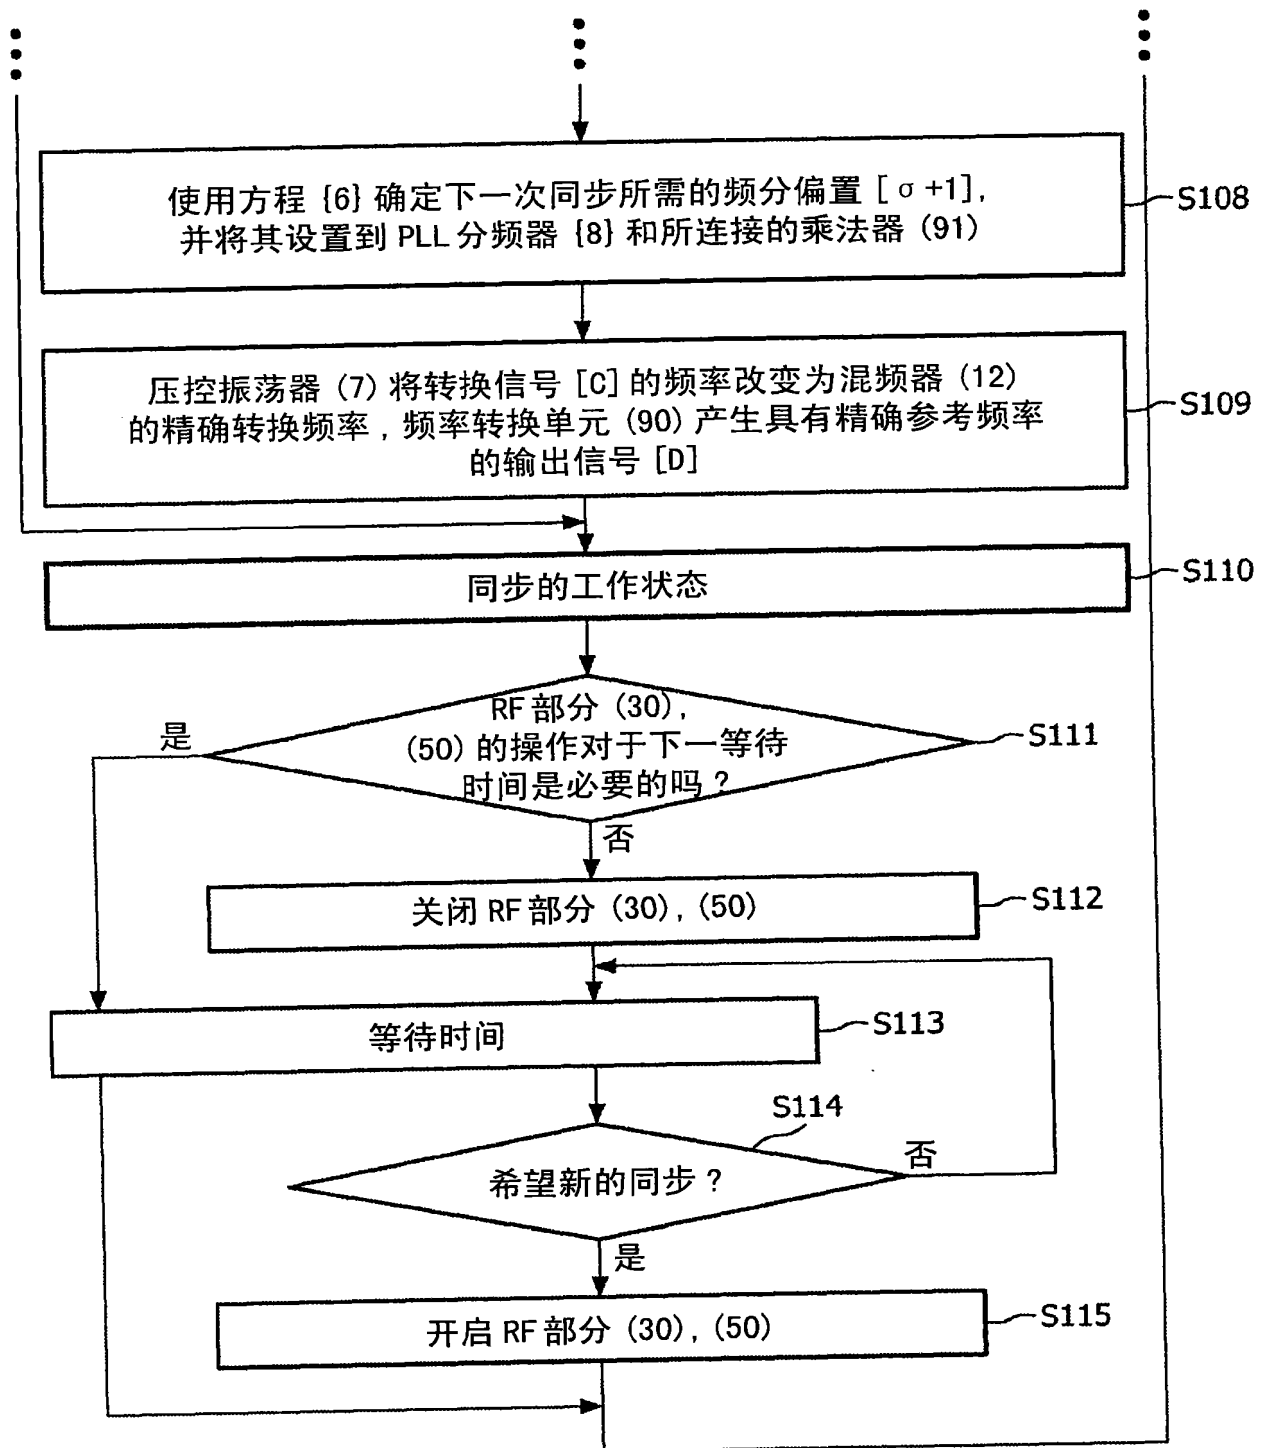 使用方程 {6} 确定下一次同步所需的频分偏置 [σ+1],
并将其设置到 PLL 分频器 {8} 和所连接的乘法器 (91)
S108
压控振荡器 (7) 将转换信号 [C] 的频率改变为混频器 (12)
的精确转换频率，频率转换单元 (90) 产生具有精确参考频率
的输出信号 [D]
S109
同步的工作状态
S110
RF 部分 (30),
(50) 的操作对于下一等待
时间是必要的吗？
S111
是
否
关闭 RF 部分 (30), (50)
S112
等待时间
S113
S114
希望新的同步？
否
是
开启 RF 部分 (30), (50)
S115